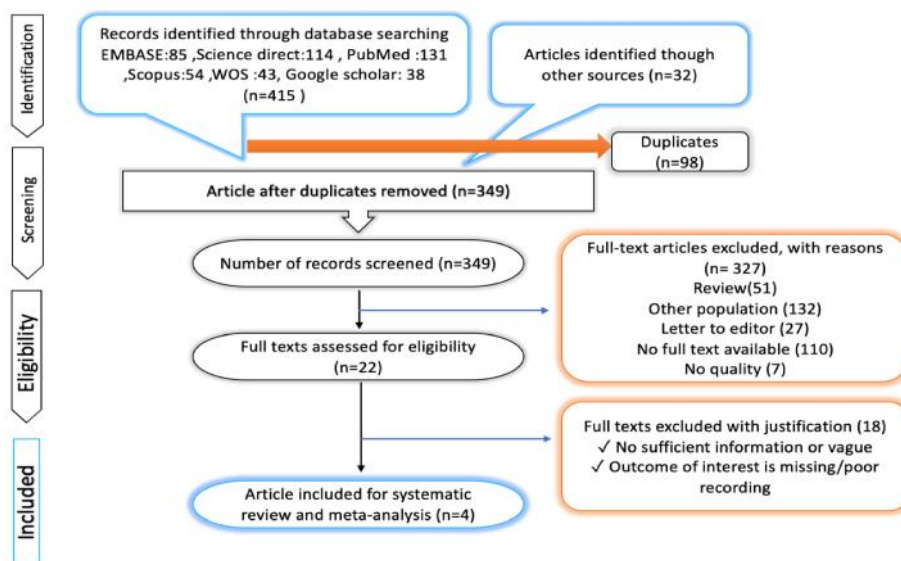 Identification
Records identified through database searching
EMBASE:85 ,Science direct:114 , PubMed :131
,Scopus:54 ,WOS :43, Google scholar: 38
(n=415 )
Articles identified though
other sources (n=32)
Duplicates
(n=98)
Screening
Article after duplicates removed (n=349)
Number of records screened (n=349)
Full-text articles excluded, with reasons
(n= 327)
Review(51)
Other population (132)
Letter to editor (27)
No full text available (110)
No quality (7)
Eligibility
Full texts assessed for eligibility
(n=22)
Full texts excluded with justification (18)
✓ No sufficient information or vague
✓ Outcome of interest is missing/poor
recording
Included
Article included for systematic
review and meta-analysis (n=4)